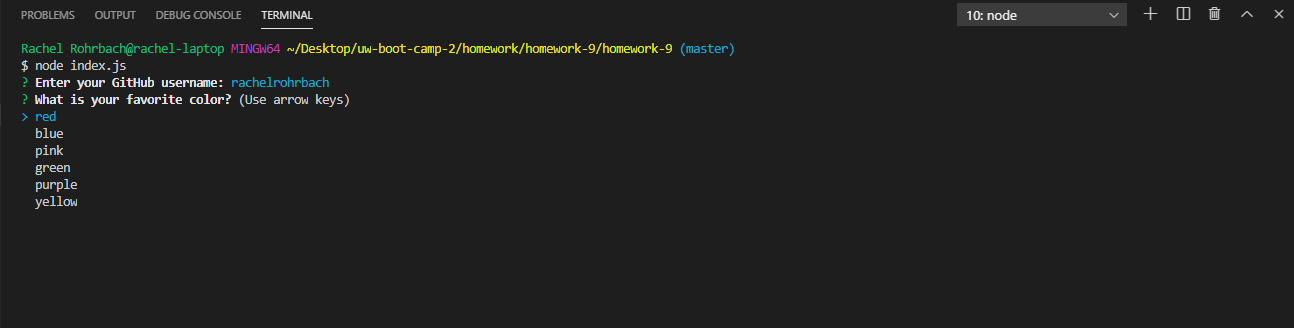 PROBLEMS OUTPUT DEBUG CONSOLE TERMINAL 10: node
Rachel Rohrbach@rachel-laptop MINGW64 ~/Desktop/uw-boot-camp-2/homework/homework-9/homework-9 (master)
$ node index.js
? Enter your GitHub username: rachelrohrbach
? What is your favorite color? (Use arrow keys)
> red
blue
pink
green
purple
yellow